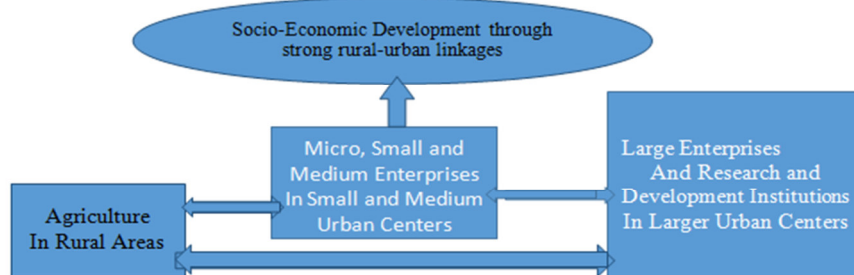 Socio-Economic Development through
strong rural-urban linkages
Micro, Small and
Medium Enterprises
In Small and Medium
Urban Centers
Large Enterprises
And Research and
Development Institutions
In Larger Urban Centers
Agriculture
In Rural Areas